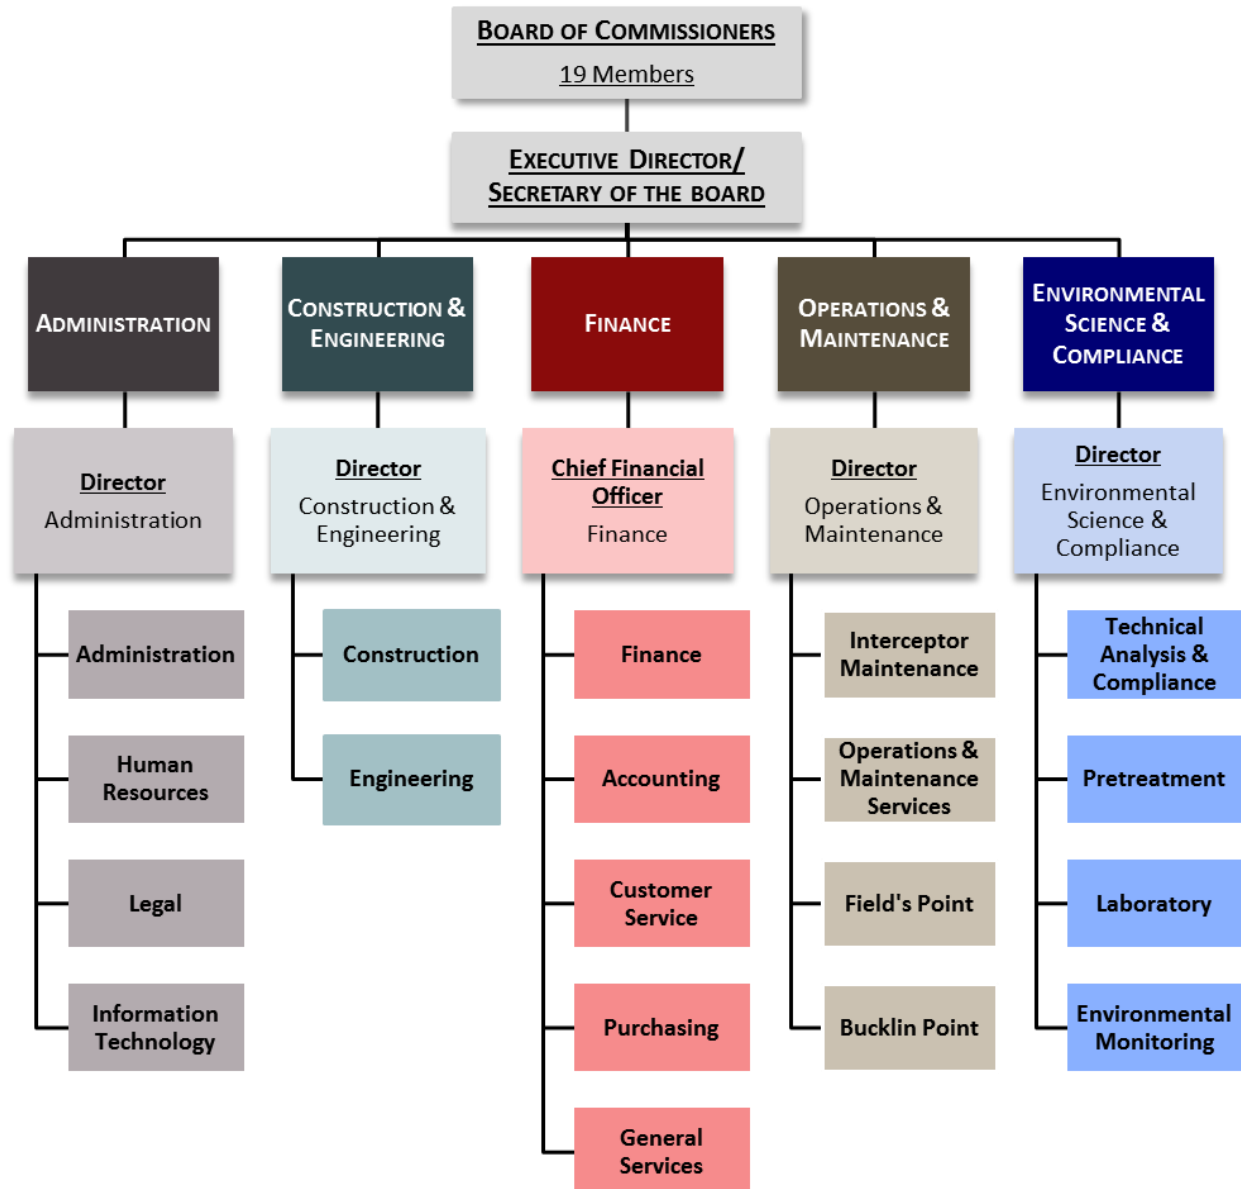 BOARD OF COMMISSIONERS
19 Members
EXECUTIVE DIRECTOR/
SECRETARY OF THE BOARD
ADMINISTRATION
CONSTRUCTION &
ENGINEERING
FINANCE
OPERATIONS &
MAINTENANCE
ENVIRONMENTAL
SCIENCE &
COMPLIANCE
Director
Administration
Director
Construction &
Engineering
Chief Financial
Officer
Finance
Director
Operations &
Maintenance
Director
Environmental
Science &
Compliance
Administration
Human
Resources
Legal
Information
Technology
Construction
Engineering
Finance
Accounting
Customer
Service
Purchasing
General
Services
Interceptor
Maintenance
Operations &
Maintenance
Services
Field's Point
Bucklin Point
Technical
Analysis &
Compliance
Pretreatment
Laboratory
Environmental
Monitoring